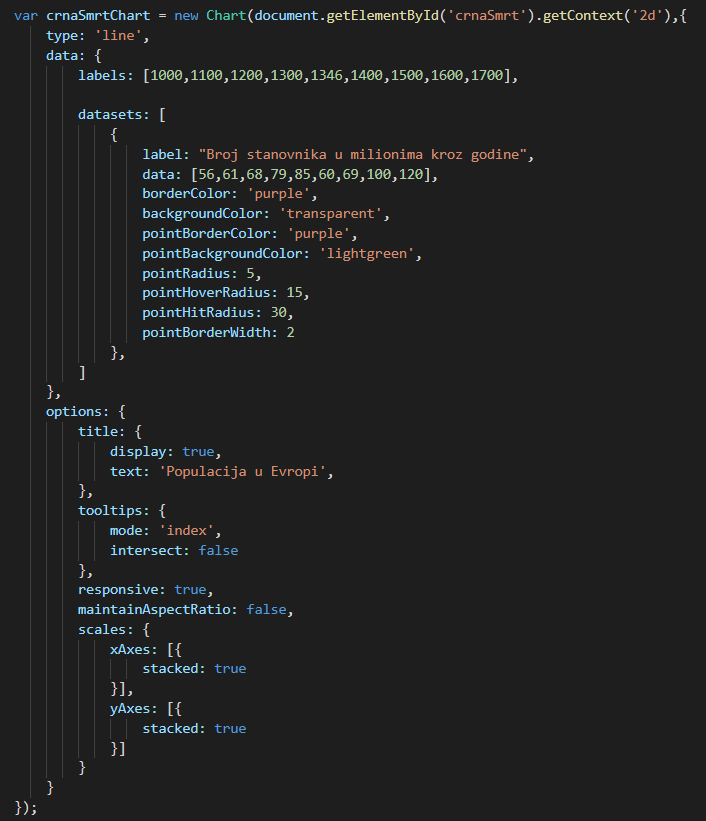 var crnaSmrtChart = new Chart(document.getElementById('crnaSmrt').getContext('2d'),{
    type: 'line',
    data: {
        labels: [1000,1100,1200,1300,1346,1400,1500,1600,1700],

        datasets: [
            {
                label: "Broj stanovnika u milionima kroz godine",
                data: [56,61,68,79,85,60,69,100,120],
                borderColor: 'purple',
                backgroundColor: 'transparent',
                pointBorderColor: 'purple',
                pointBackgroundColor: 'lightgreen',
                pointRadius: 5,
                pointHoverRadius: 15,
                pointHitRadius: 30,
                pointBorderWidth: 2
            },
        ]
    },
    options: {
        title: {
            display: true,
            text: 'Populacija u Evropi',
        },
        tooltips: {
            mode: 'index',
            intersect: false
        },
        responsive: true,
        maintainAspectRatio: false,
        scales: {
            xAxes: [{
                stacked: true
            }],
            yAxes: [{
                stacked: true
            }]
        }
    }
});